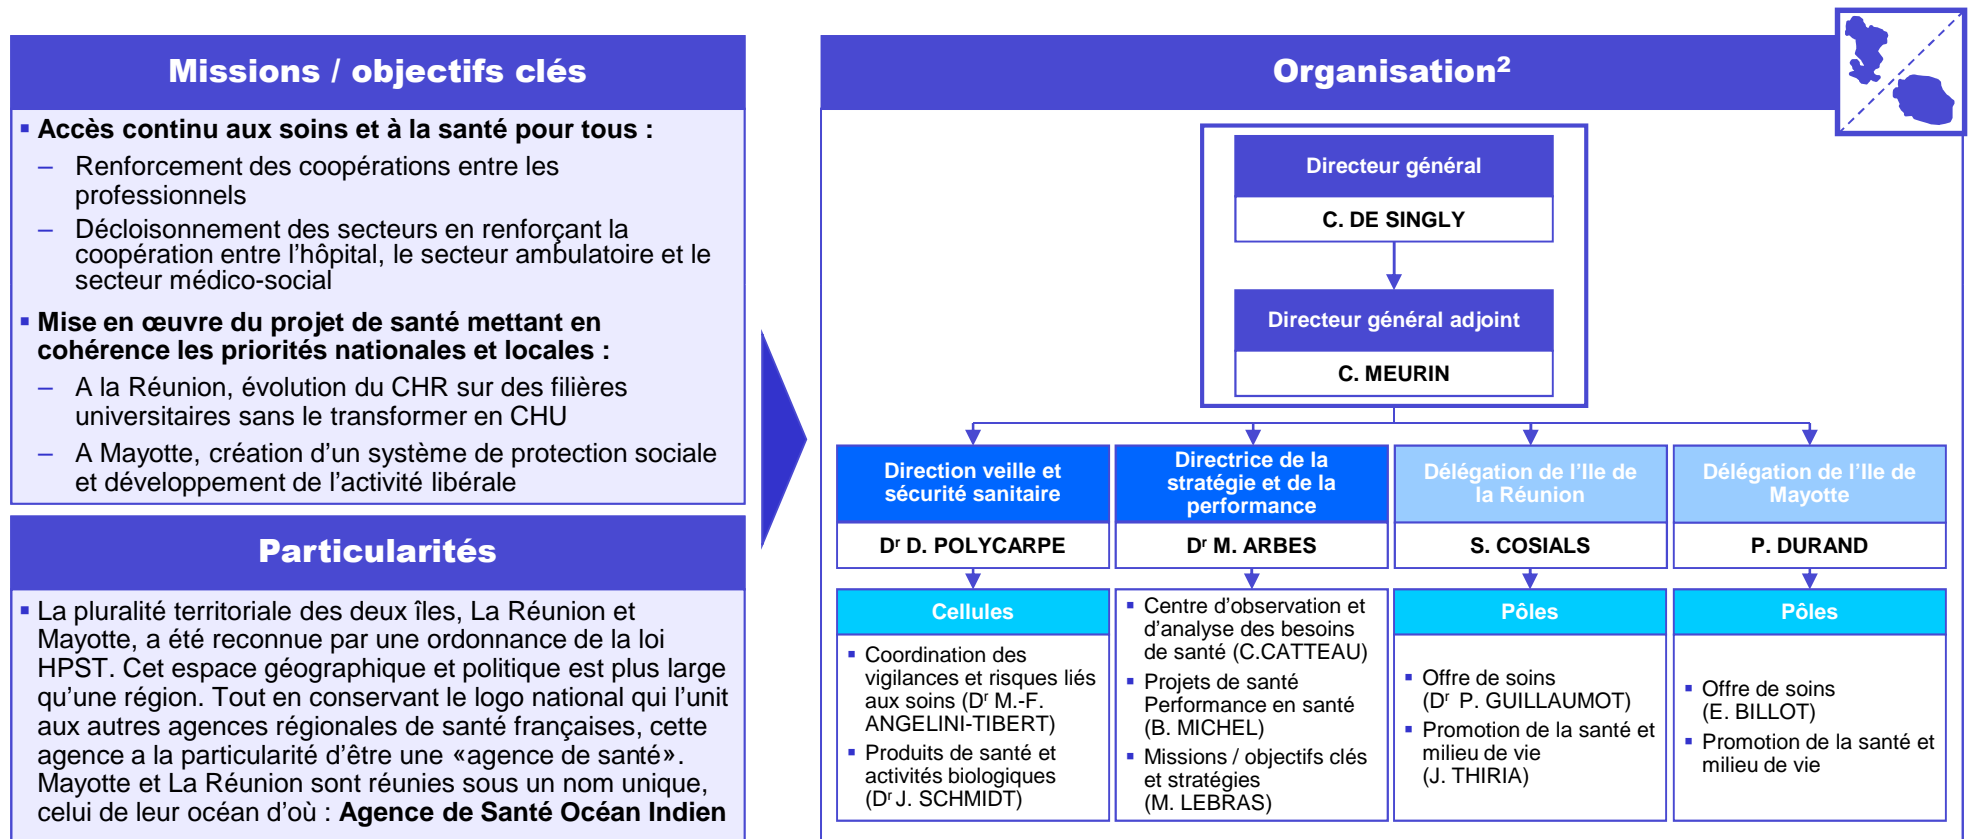 Missions / objectifs clés
▪ Accès continu aux soins et à la santé pour tous :
– Renforcement des coopérations entre les
professionnels
– Décloisonnement des secteurs en renforçant la
coopération entre l’hôpital, le secteur ambulatoire et le
secteur médico-social
▪ Mise en œuvre du projet de santé mettant en
cohérence les priorités nationales et locales :
– A la Réunion, évolution du CHR sur des filières
universitaires sans le transformer en CHU
– A Mayotte, création d’un système de protection sociale
et développement de l’activité libérale
Particularités
▪ La pluralité territoriale des deux îles, La Réunion et
Mayotte, a été reconnue par une ordonnance de la loi
HPST. Cet espace géographique et politique est plus large
qu’une région. Tout en conservant le logo national qui l’unit
aux autres agences régionales de santé françaises, cette
agence a la particularité d’être une «agence de santé».
Mayotte et La Réunion sont réunies sous un nom unique,
celui de leur océan d’où : Agence de Santé Océan Indien
Organisation²
Directeur général
C. DE SINGLY
Directeur général adjoint
C. MEURIN
Direction veille et
sécurité sanitaire
Dʳ D. POLYCARPE
Cellules
▪ Coordination des
vigilances et risques liés
aux soins (Dʳ M.-F.
ANGELINI-TIBERT)
▪ Produits de santé et
activités biologiques
(Dʳ J. SCHMIDT)
Directrice de la
stratégie et de la
performance
Dʳ M. ARBES
▪ Centre d’observation et
d’analyse des besoins
de santé (C.CATTEAU)
▪ Projets de santé
Performance en santé
(B. MICHEL)
▪ Missions / objectifs clés
et stratégies
(M. LEBRAS)
Délégation de l’Ile de
la Réunion
S. COSIALS
Pôles
▪ Offre de soins
(Dʳ P. GUILLAUMOT)
▪ Promotion de la santé et
milieu de vie
(J. THIRIA)
Délégation de l’Ile de
Mayotte
P. DURAND
Pôles
▪ Offre de soins
(E. BILLOT)
▪ Promotion de la santé et
milieu de vie